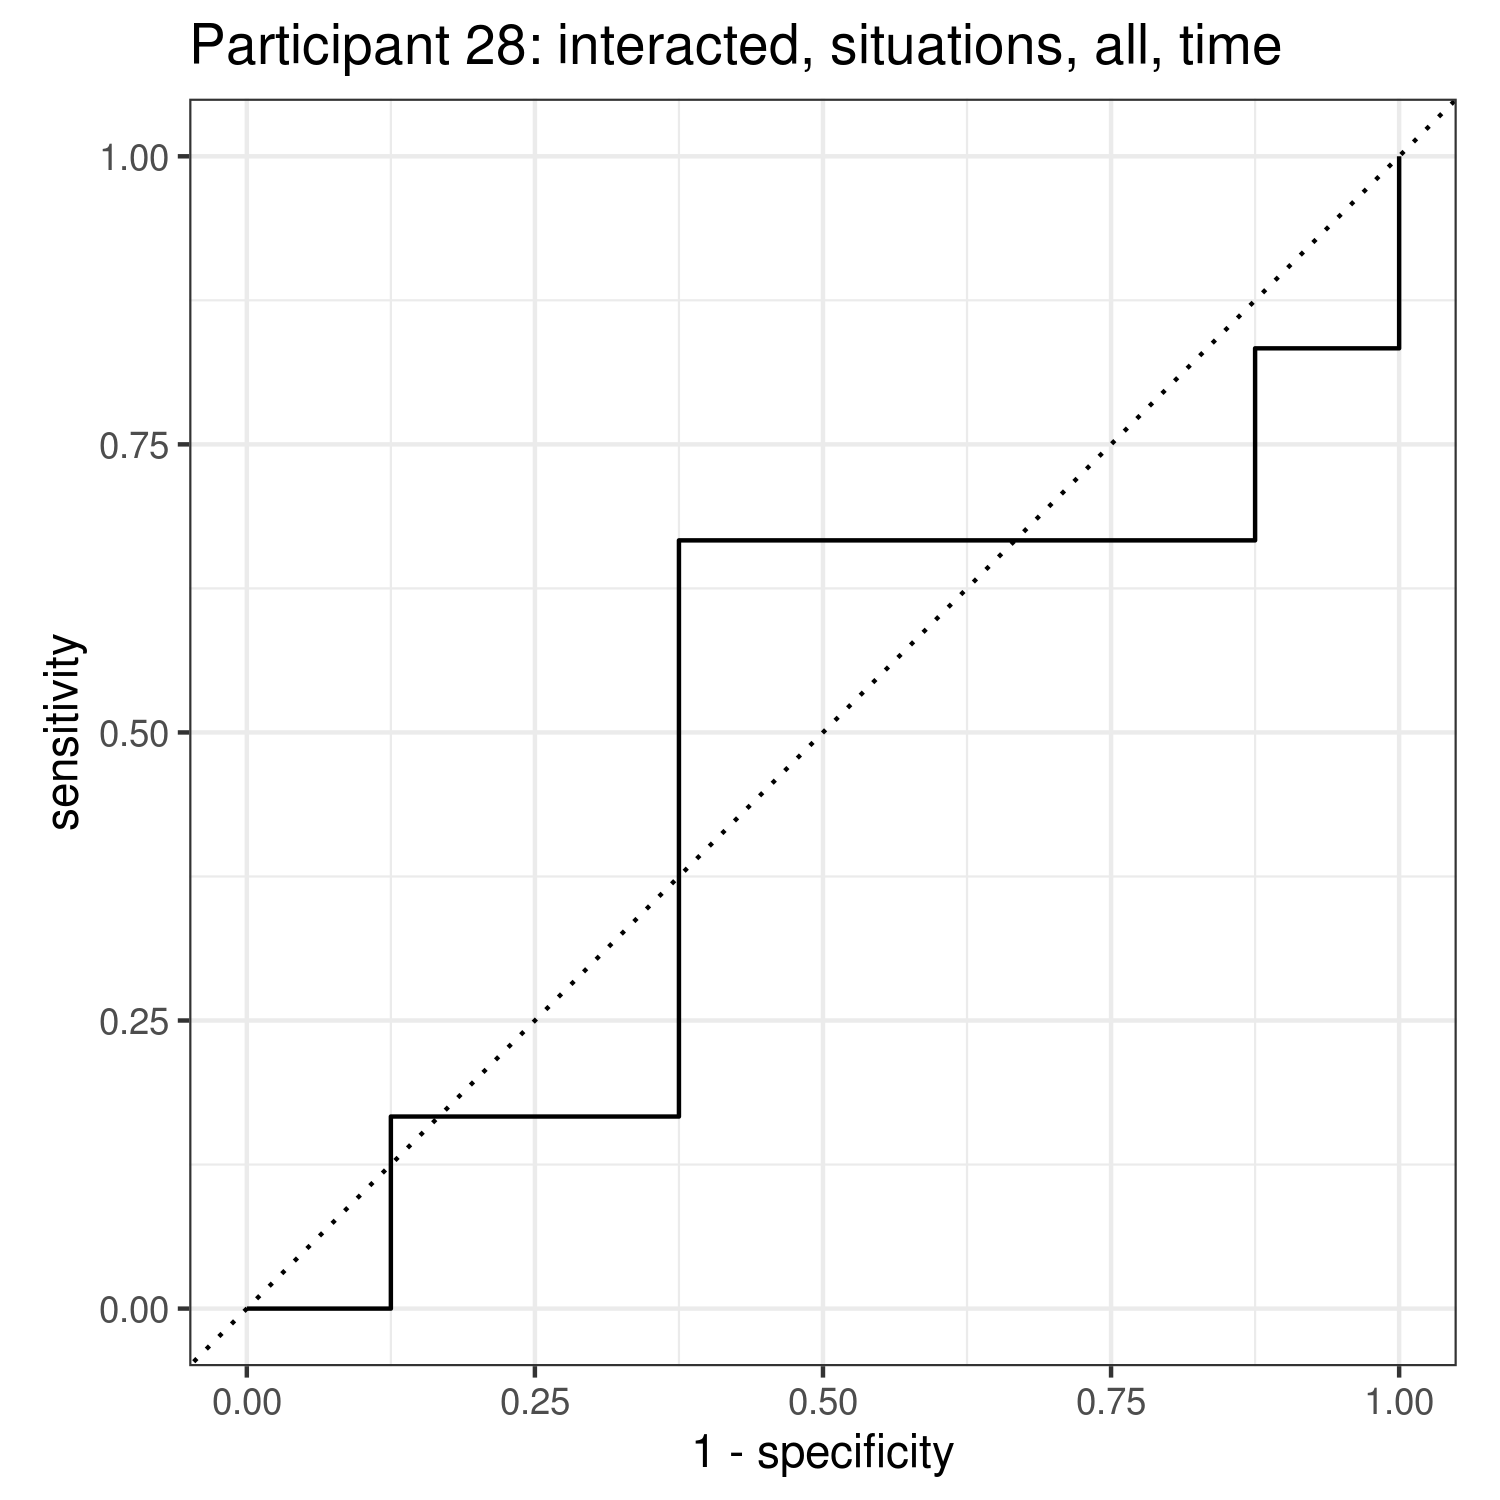 Participant 28: interacted, situations, all, time
1.00
0.75
0.50
0.25
0.00
sensitivity
0.00 0.25 0.50 0.75 1.00
1 - specificity